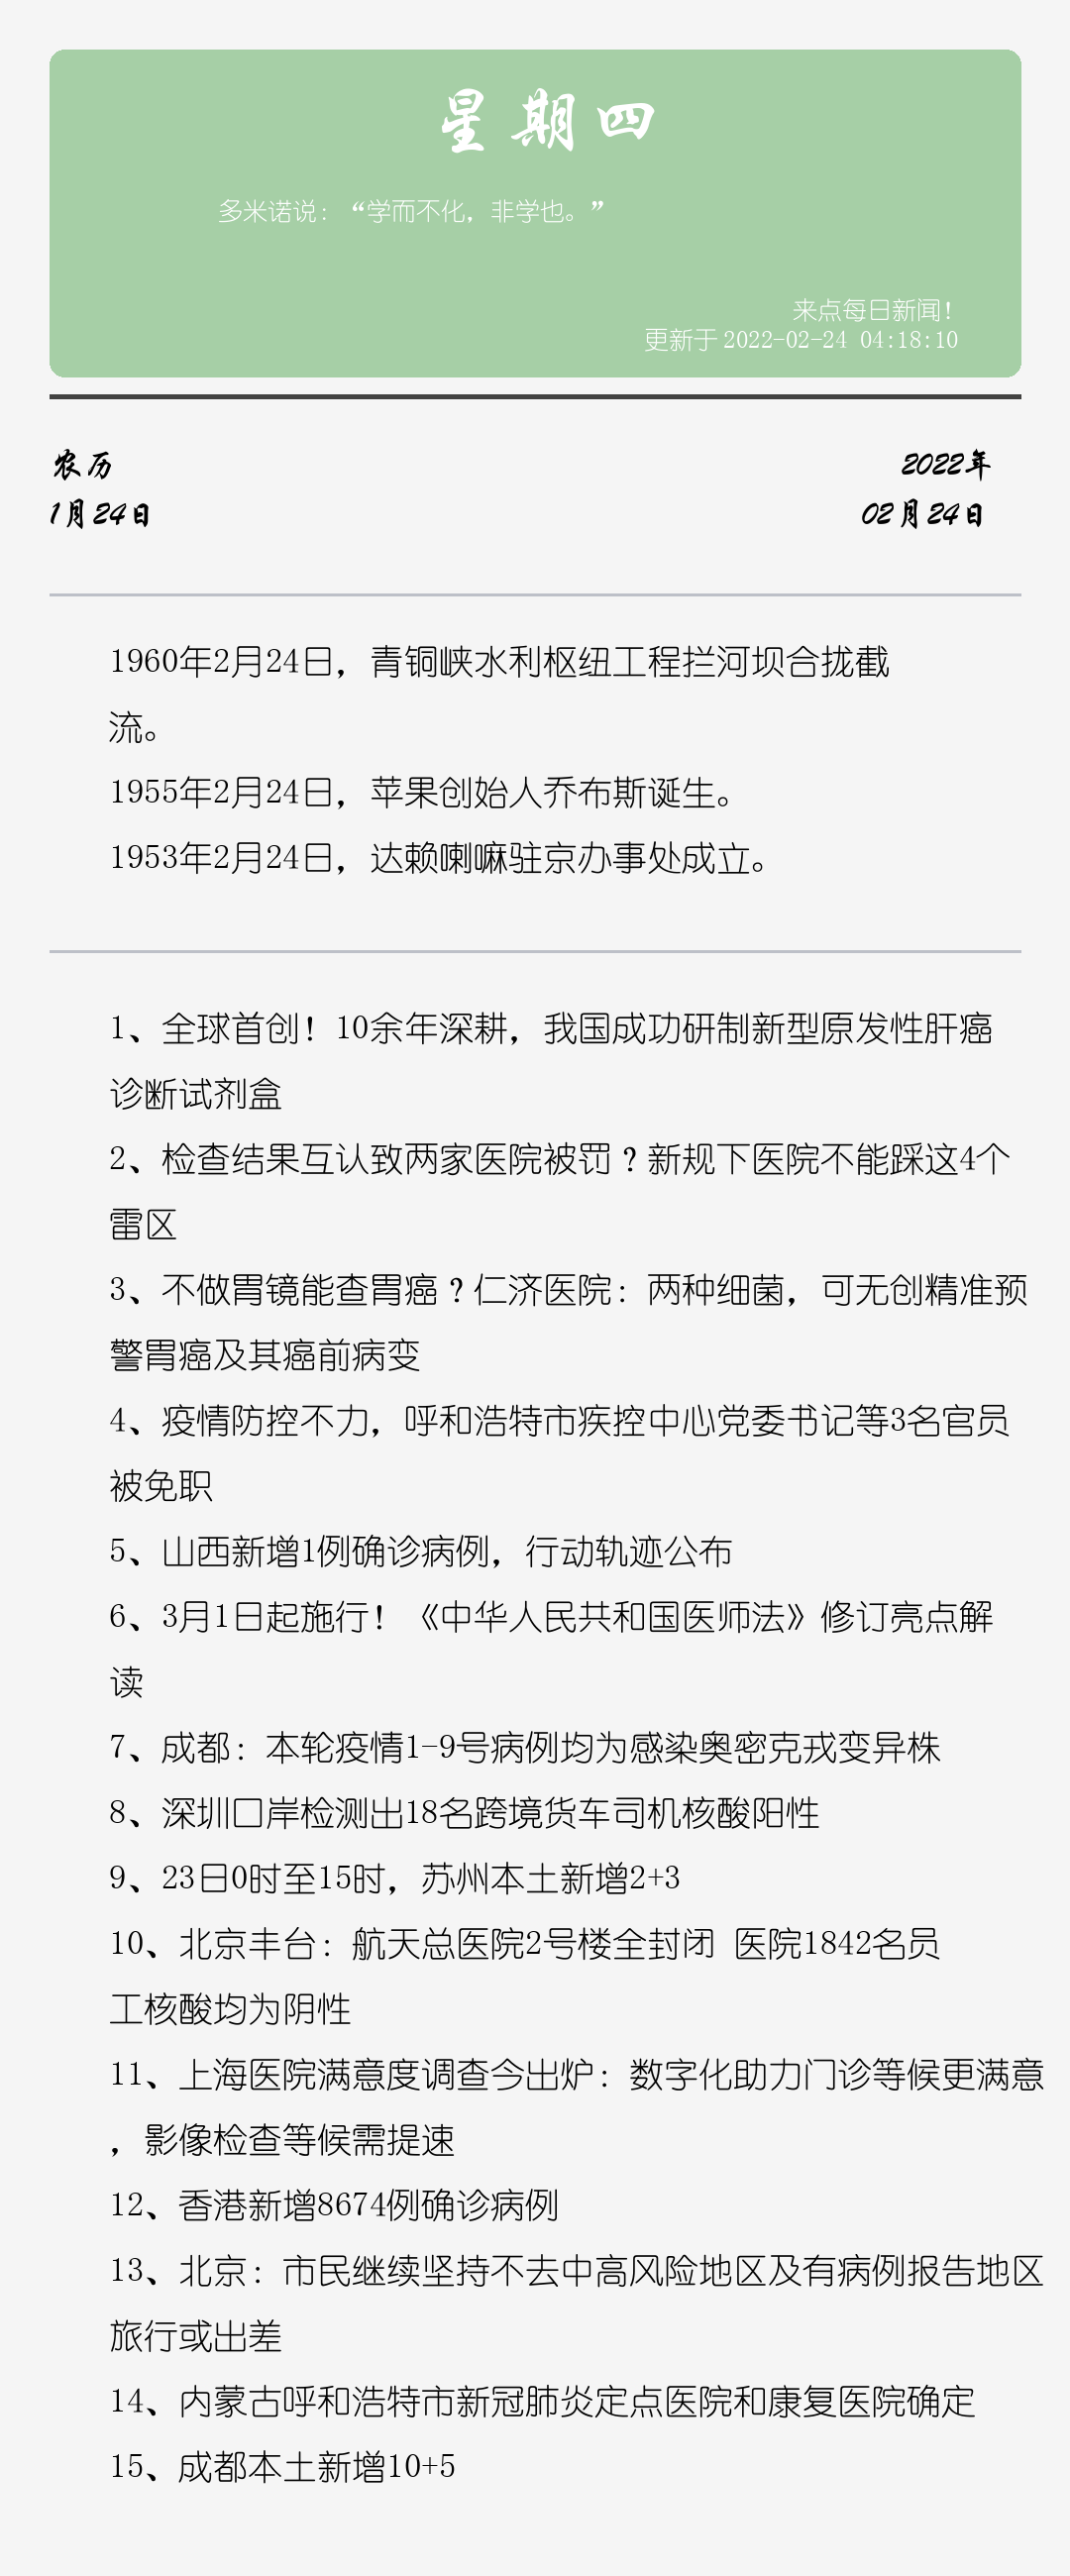 星期四
多米诺说：“学而不化，非学也。”
来点每日新闻！
更新于 2022-02-24 04:18:10
农历
2022年
1月24日
02月24日
1960年2月24日，青铜峡水利枢纽工程拦河坝合拢截
流。
1955年2月24日，苹果创始人乔布斯诞生。
1953年2月24日，达赖喇嘛驻京办事处成立。
1、全球首创！10余年深耕，我国成功研制新型原发性肝癌
诊断试剂盒
2、检查结果互认致两家医院被罚？新规下医院不能踩这4个
雷区
3、不做胃镜能查胃癌？仁济医院：两种细菌，可无创精准预
警胃癌及其癌前病变
4、疫情防控不力，呼和浩特市疾控中心党委书记等3名官员
被免职
5、山西新增1例确诊病例，行动轨迹公布
6、3月1日起施行！《中华人民共和国医师法》修订亮点解
读
7、成都：本轮疫情1-9号病例均为感染奥密克戎变异株
8、深圳口岸检测出18名跨境货车司机核酸阳性
9、23日0时至15时，苏州本土新增2+3
10、北京丰台：航天总医院2号楼全封闭 医院1842名员
工核酸均为阴性
11、上海医院满意度调查今出炉：数字化助力门诊等候更满意
，影像检查等候需提速
12、香港新增8674例确诊病例
13、北京：市民继续坚持不去中高风险地区及有病例报告地区
旅行或出差
14、内蒙古呼和浩特市新冠肺炎定点医院和康复医院确定
15、成都本土新增10+5